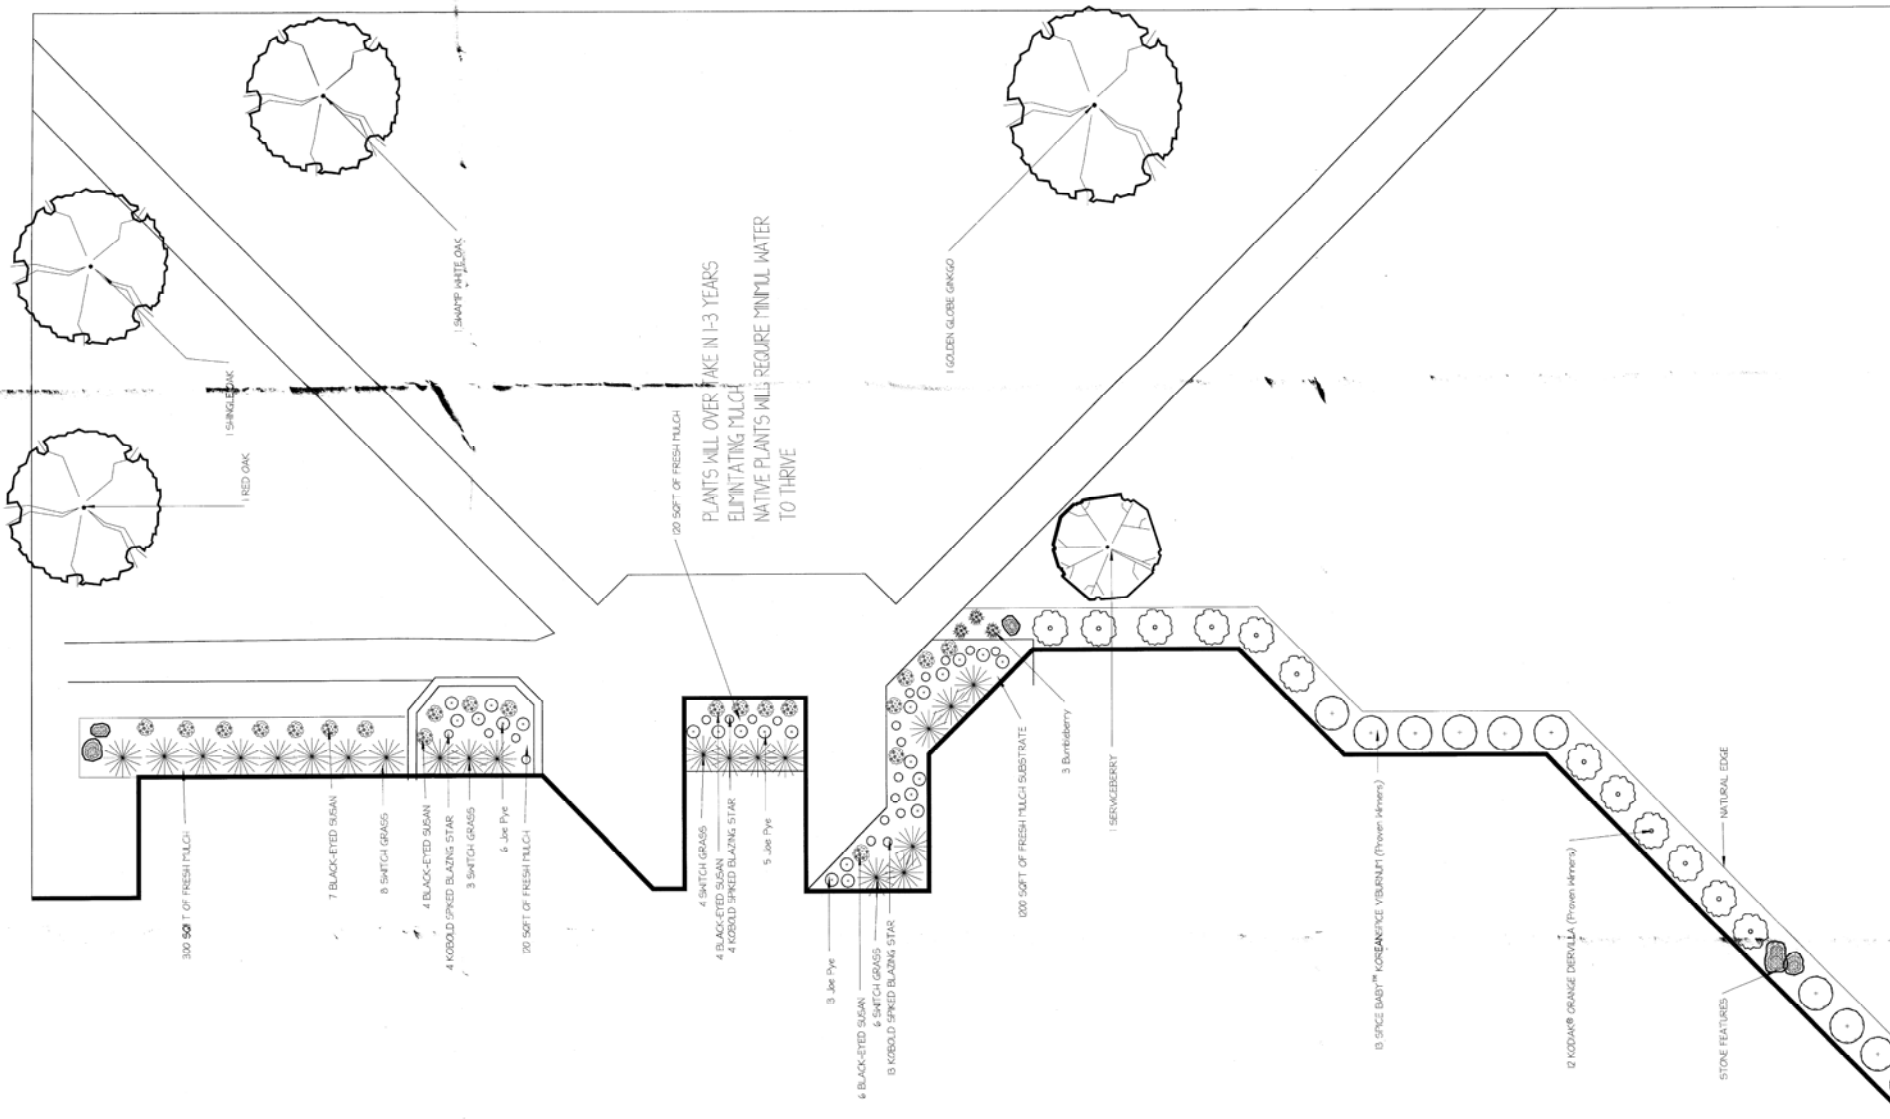 1 SWAMP WHITE OAK
1 SHINGLE OAK
1 RED OAK
1 GOLDEN GLOBE GINKGO
120 SQFT OF FRESH MULCH
PLANTS WILL OVER TAKE IN 1-3 YEARS
ELIMINTATING MULCH
NATIVE PLANTS WILL REQUIRE MINIMUL WATER
TO THRIVE
300 SQFT OF FRESH MULCH
7 BLACK-EYED SUSAN
8 SWITCH GRASS
4 BLACK-EYED SUSAN
4 KOBOLD SPIKED BLAZING STAR
3 SWITCH GRASS
6 Joe Pye
120 SQFT OF FRESH MULCH
4 SWITCH GRASS
4 BLACK-EYED SUSAN
4 KOBOLD SPIKED BLAZING STAR
5 Joe Pye
13 Joe Pye
6 BLACK-EYED SUSAN
6 SWITCH GRASS
13 KOBOLD SPIKED BLAZING STAR
1200 SQFT OF FRESH MULCH SUBSTRATE
3 Bumbleberry
1 SERVICEBERRY
13 SPICE BABY™ KOREANSPICE VIBURNUM (Proven Winners)
12 KODIAK® ORANGE DIERVILLA (Proven Winners)
NATURAL EDGE
STONE FEATURES